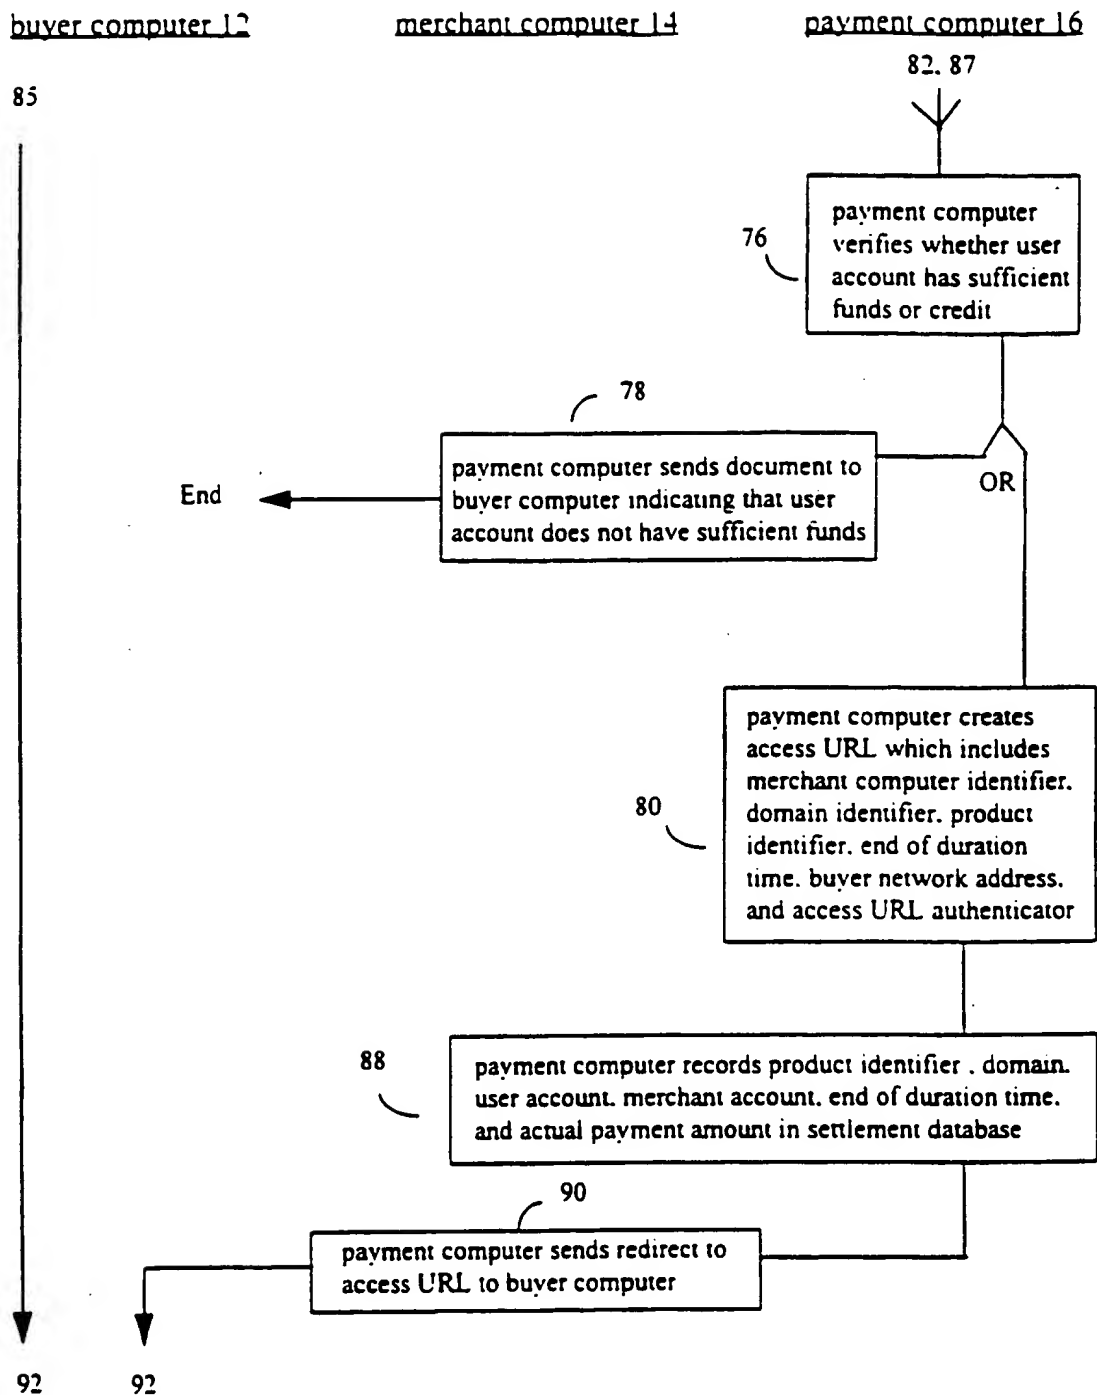 buyer computer 12
merchant computer 14
payment computer 16
82. 87
85
payment computer
verifies whether user
account has sufficient
funds or credit
76
78
payment computer sends document to
buyer computer indicating that user
account does not have sufficient funds
End
OR
payment computer creates
access URL which includes
merchant computer identifier.
domain identifier. product
identifier. end of duration
time. buyer network address.
and access URL authenticator
80
88
payment computer records product identifier . domain.
user account. merchant account. end of duration time.
and actual payment amount in settlement database
90
payment computer sends redirect to
access URL to buyer computer
92
92